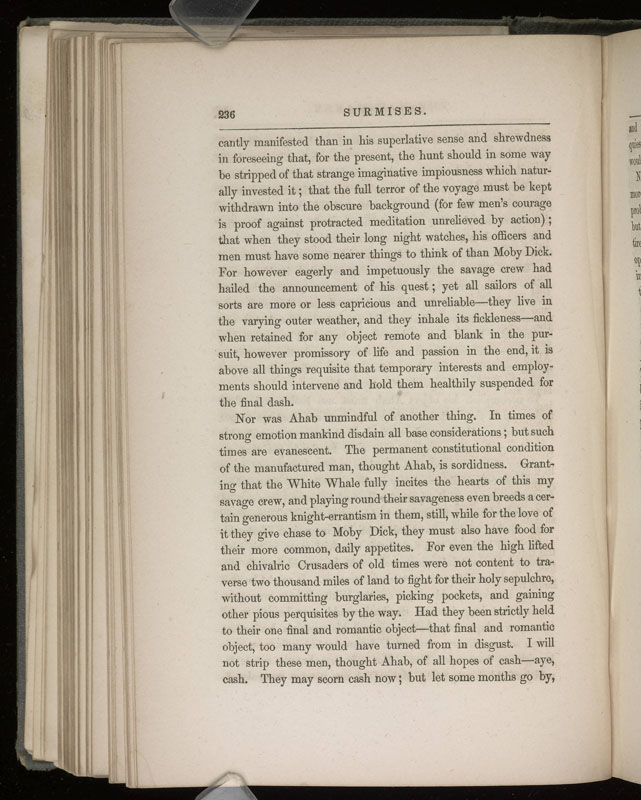 236 SURMISES.
cantly manifested than in his superlative sense and shrewdness
in foreseeing that, for the present, the hunt should in some way
be stripped of that strange imaginative impiousness which natur-
ally invested it; that the full terror of the voyage must be kept
withdrawn into the obscure background (for few men's courage
is proof against protracted meditation unrelieved by action);
that when they stood their long night watches, his officers and
men must have some nearer things to think of than Moby Dick.
For however eagerly and impetuously the savage crew had
hailed the announcement of his quest; yet all sailors of all
sorts are more or less capricious and unreliable—they live in
the varying outer weather, and they inhale its fickleness—and
when retained for any object remote and blank in the pur-
suit, however promissory of life and passion in the end, it is
above all things requisite that temporary interests and employ-
ments should intervene and hold them healthily suspended for
the final dash.
Nor was Ahab unmindful of another thing. In times of
strong emotion mankind disdain all base considerations; but such
times are evanescent. The permanent constitutional condition
of the manufactured man, thought Ahab, is sordidness. Grant-
ing that the White Whale fully incites the hearts of this my
savage crew, and playing round their savageness even breeds a cer-
tain generous knight-errantism in them, still, while for the love of
it they give chase to Moby Dick, they must also have food for
their more common, daily appetites. For even the high lifted
and chivalric Crusaders of old times were not content to tra-
verse two thousand miles of land to fight for their holy sepulchre,
without committing burglaries, picking pockets, and gaining
other pious perquisites by the way. Had they been strictly held
to their one final and romantic object—that final and romantic
object, too many would have turned from in disgust. I will
not strip these men, thought Ahab, of all hopes of cash—aye,
cash. They may scorn cash now; but let some months go by,
and